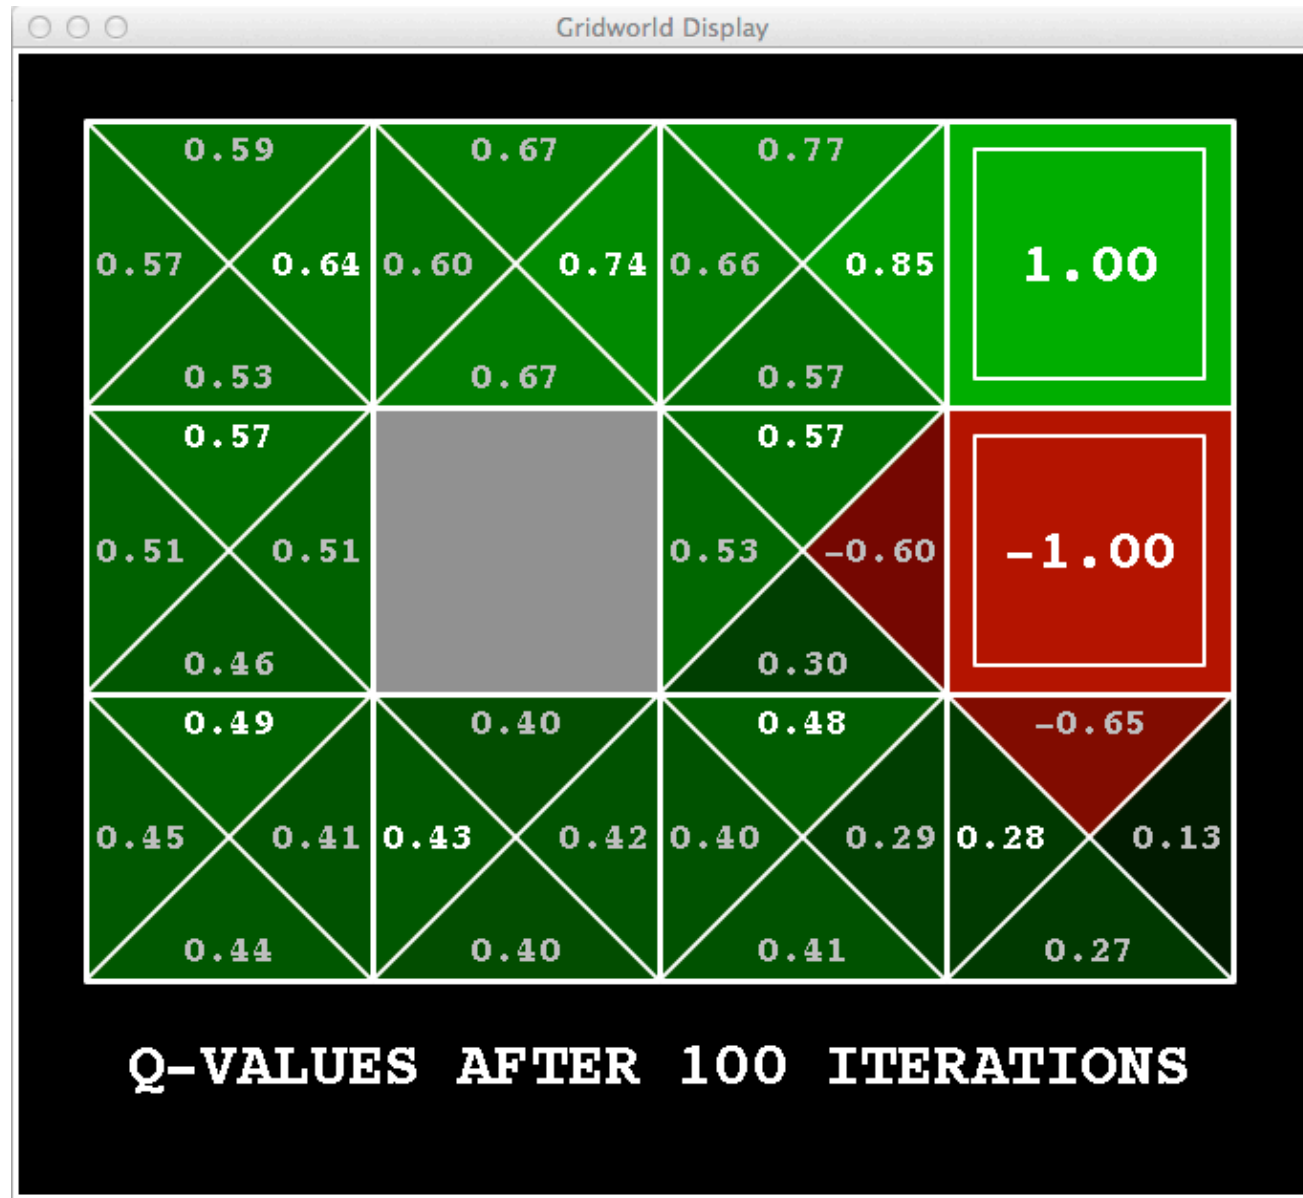 Gridworld Display
0.59 0.67 0.77
0.57 0.64 0.60 0.74 0.66 0.85 1.00
0.53 0.67 0.57
0.57 0.57
0.51 0.51 0.53 -0.60 -1.00
0.46 0.30
0.49 0.40 0.48 -0.65
0.45 0.41 0.43 0.42 0.40 0.29 0.28 0.13
0.44 0.40 0.41 0.27
Q-VALUES AFTER 100 ITERATIONS